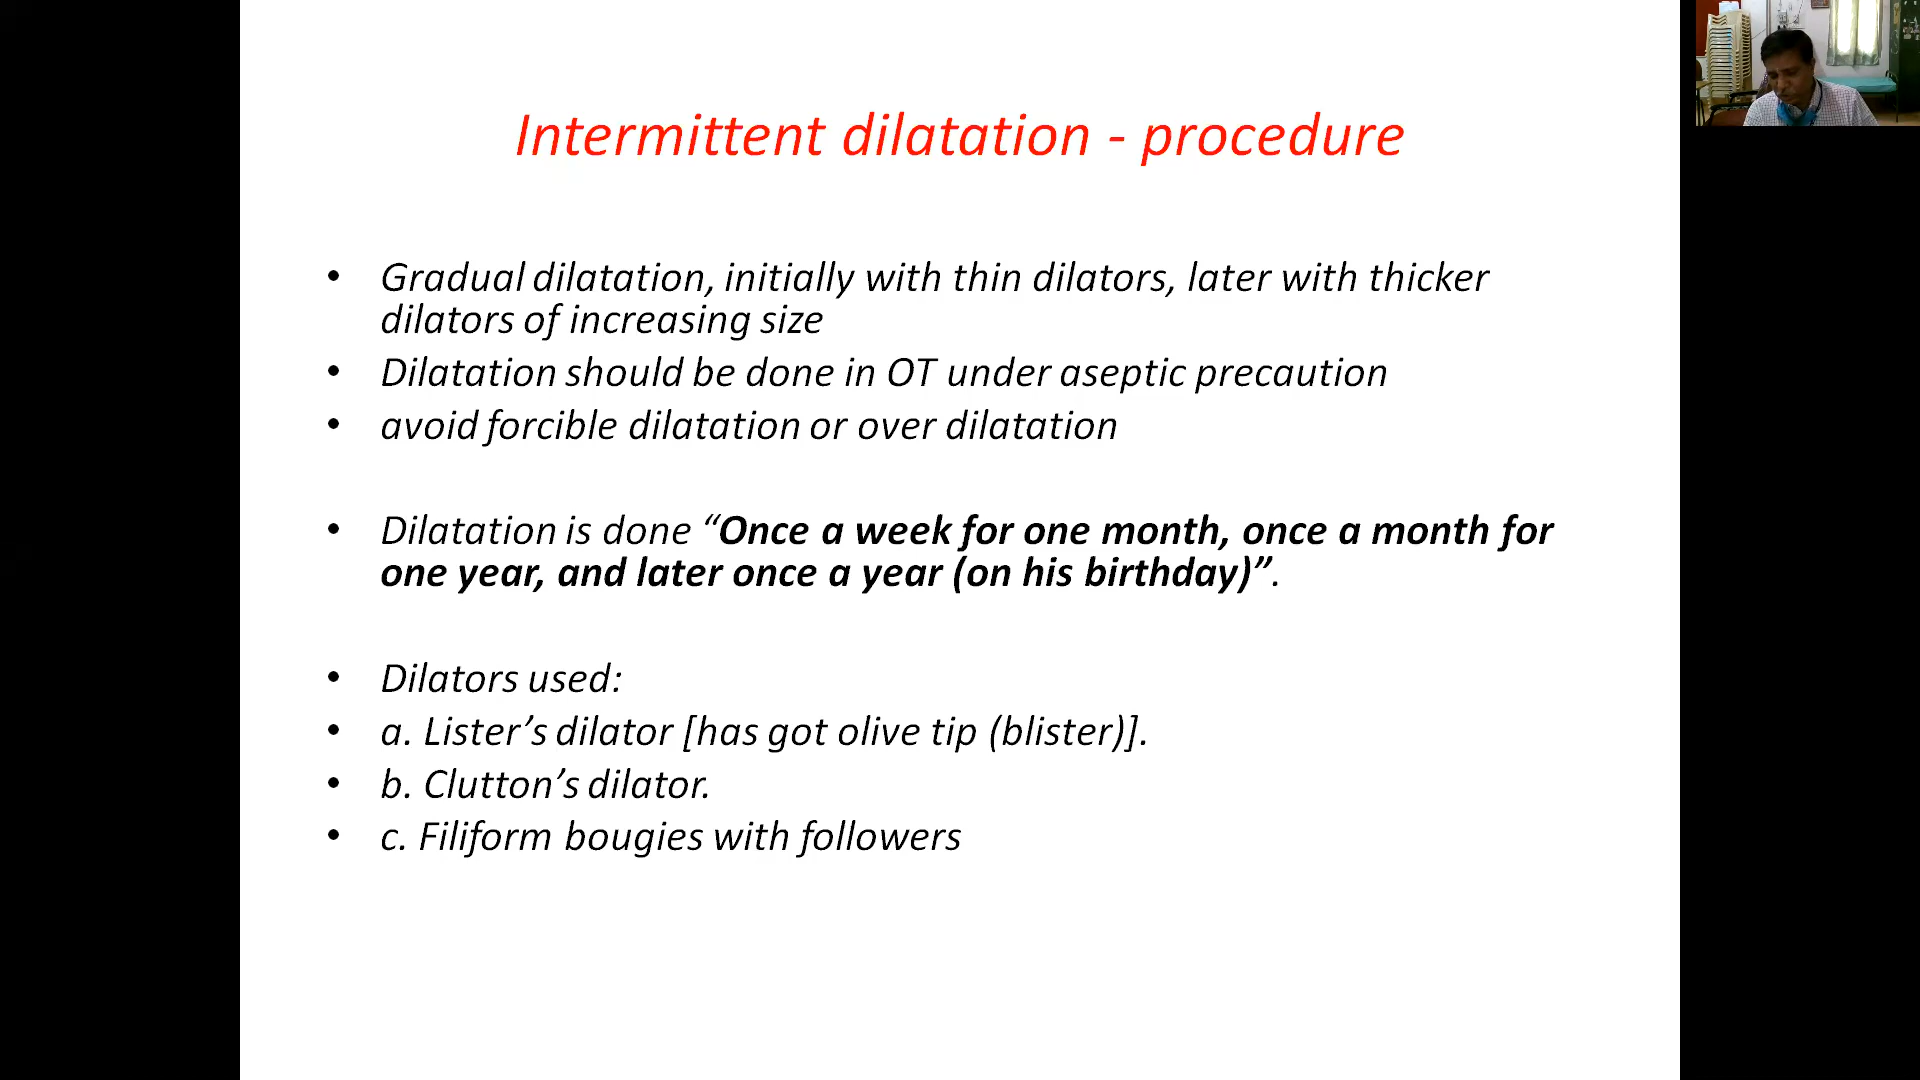 Intermittent dilatation - procedure
• Gradual dilatation, initially with thin dilators, later with thicker
dilators of increasing size
• Dilatation should be done in OT under aseptic precaution
• avoid forcible dilatation or over dilatation
• Dilatation is done “Once a week for one month, once a month for
one year, and later once a year (on his birthday)”.
• Dilators used:
• a. Lister’s dilator [has got olive tip (blister)].
• b. Clutton’s dilator.
• c. Filiform bougies with followers